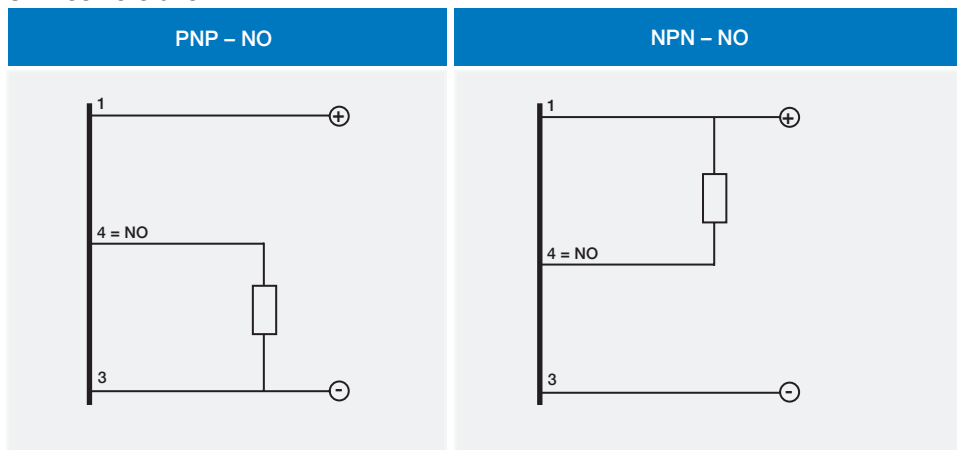 PNP – NO
NPN – NO
1
+
4 = NO
3
-
1
+
4 = NO
3
-